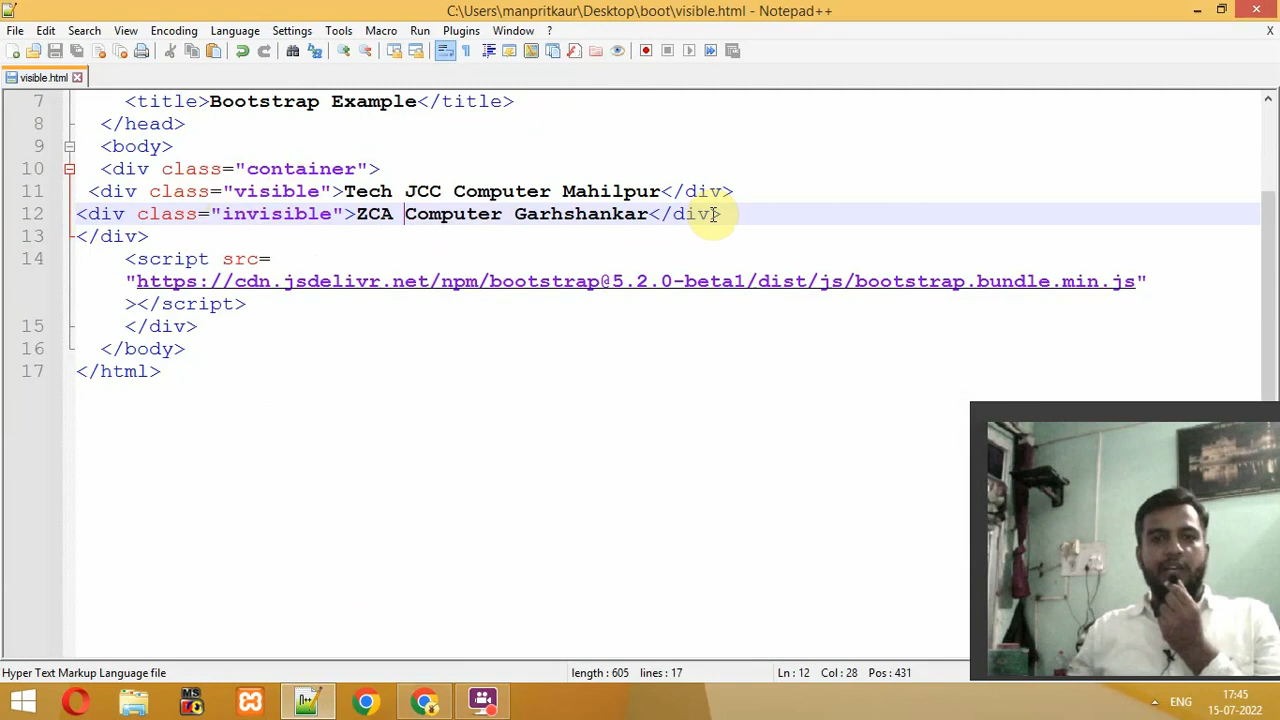 C:\Users\manpritkaur\Desktop\boot\visible.html - Notepad++
File Edit Search View Encoding Language Settings Tools Macro Run Plugins Window ? X
visible.html
7 <title>Bootstrap Example</title>
8 </head>
9 <body>
10 <div class="container">
11 <div class="visible">Tech JCC Computer Mahilpur</div>
12 <div class="invisible">ZCA Computer Garhshankar</div>
13 </div>
14 <script src=
"https://cdn.jsdelivr.net/npm/bootstrap@5.2.0-beta1/dist/js/bootstrap.bundle.min.js"
></script>
15 </div>
16 </body>
17 </html>
Hyper Text Markup Language file length : 605 lines : 17 Ln : 12 Col : 28 Pos : 431
MS
n++
ENG
17:45
15-07-2022